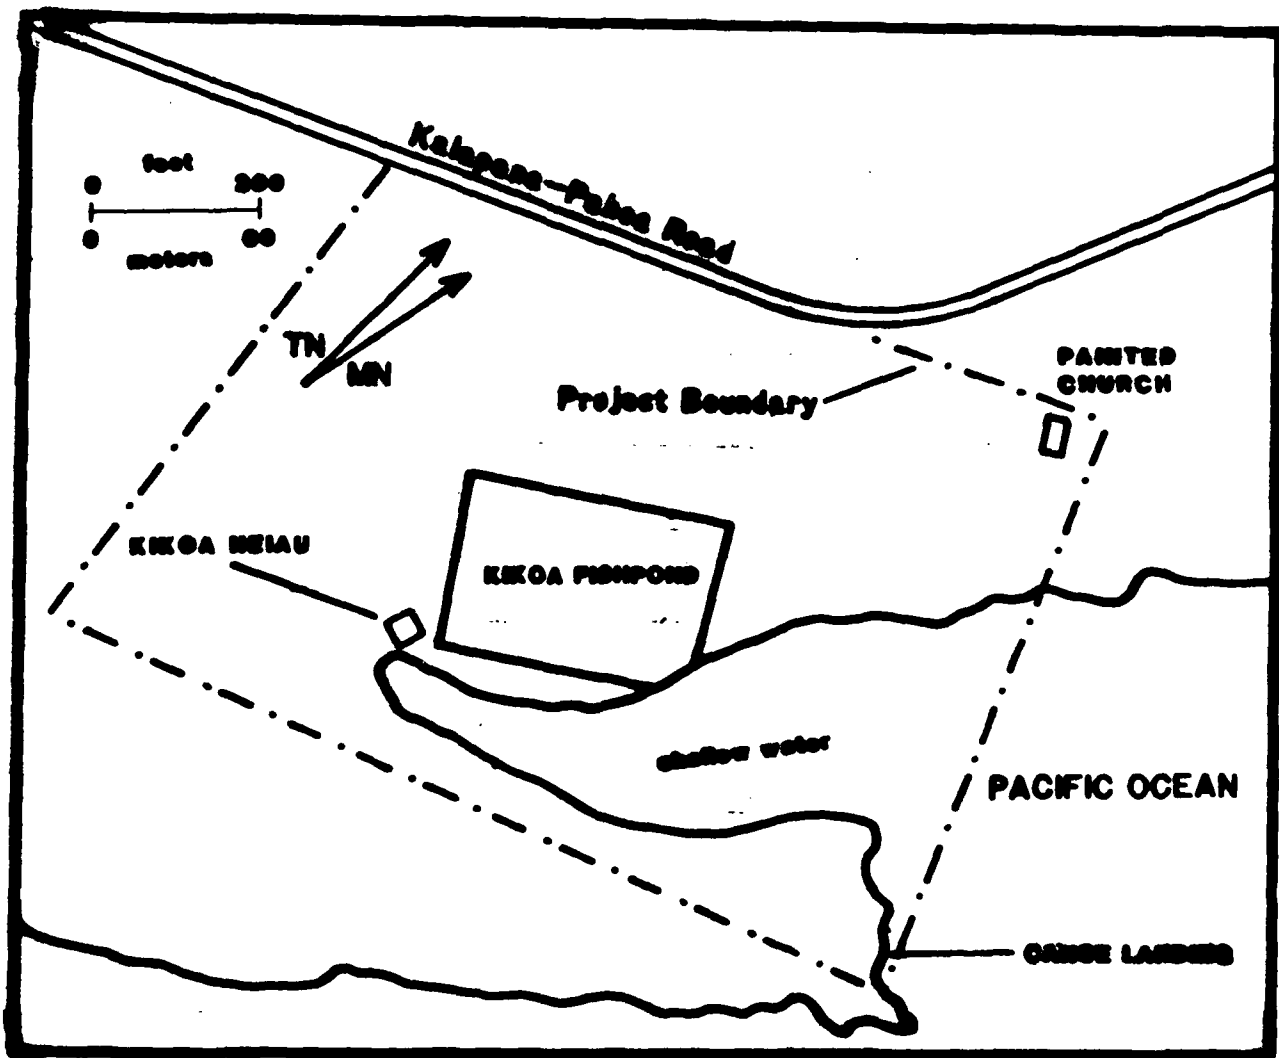 Kalapana-Pahoa Road
feet
0 200
0 60
meters
TN
MN
PAINTED
CHURCH
Project Boundary
KIKOA HEIAU
KIKOA FISHPOND
shallow water
PACIFIC OCEAN
CANOE LANDING